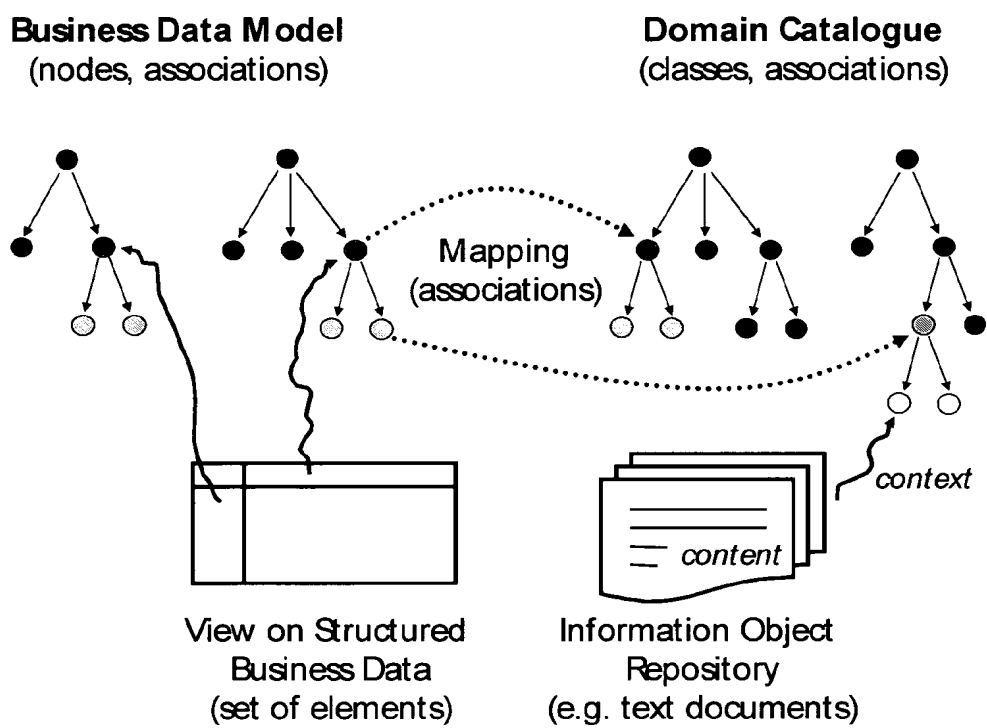 Business Data Model
(nodes, associations)
Domain Catalogue
(classes, associations)
Mapping
(associations)
context
content
View on Structured
Business Data
(set of elements)
Information Object
Repository
(e.g. text documents)